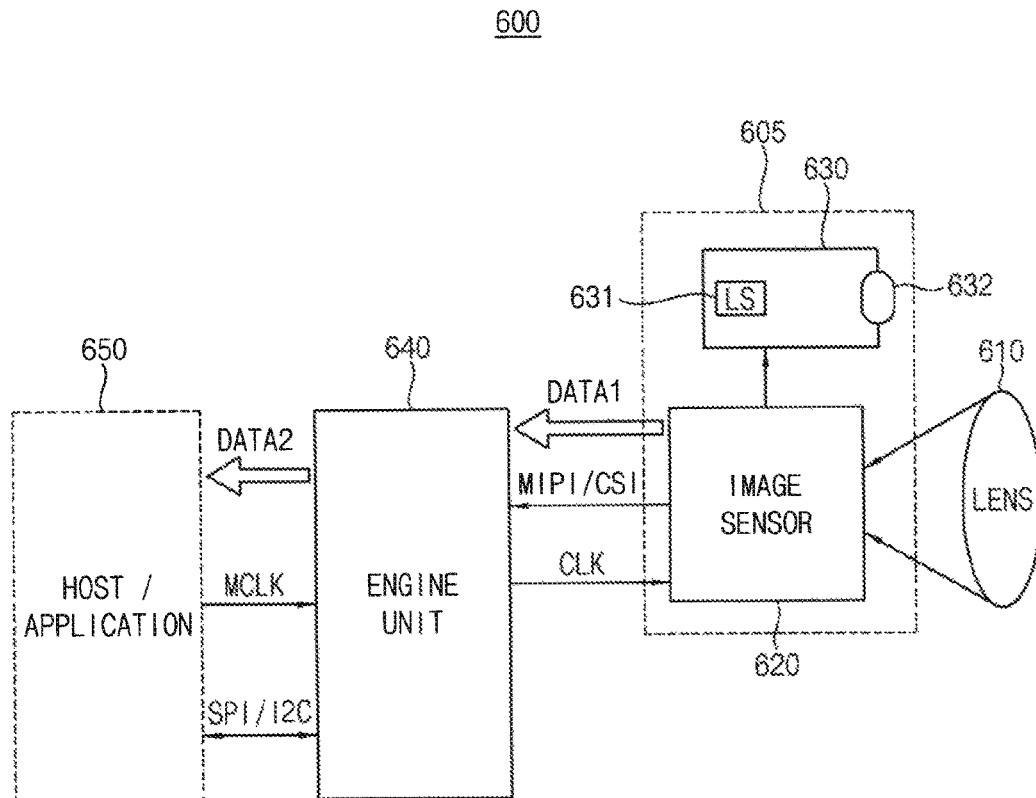 600
605
630
631
LS
632
650
640
610
DATA1
DATA2
MIPI/CSI
IMAGE
SENSOR
LENS
CLK
HOST /
APPLICATION
MCLK
ENGINE
UNIT
620
SPI/I2C